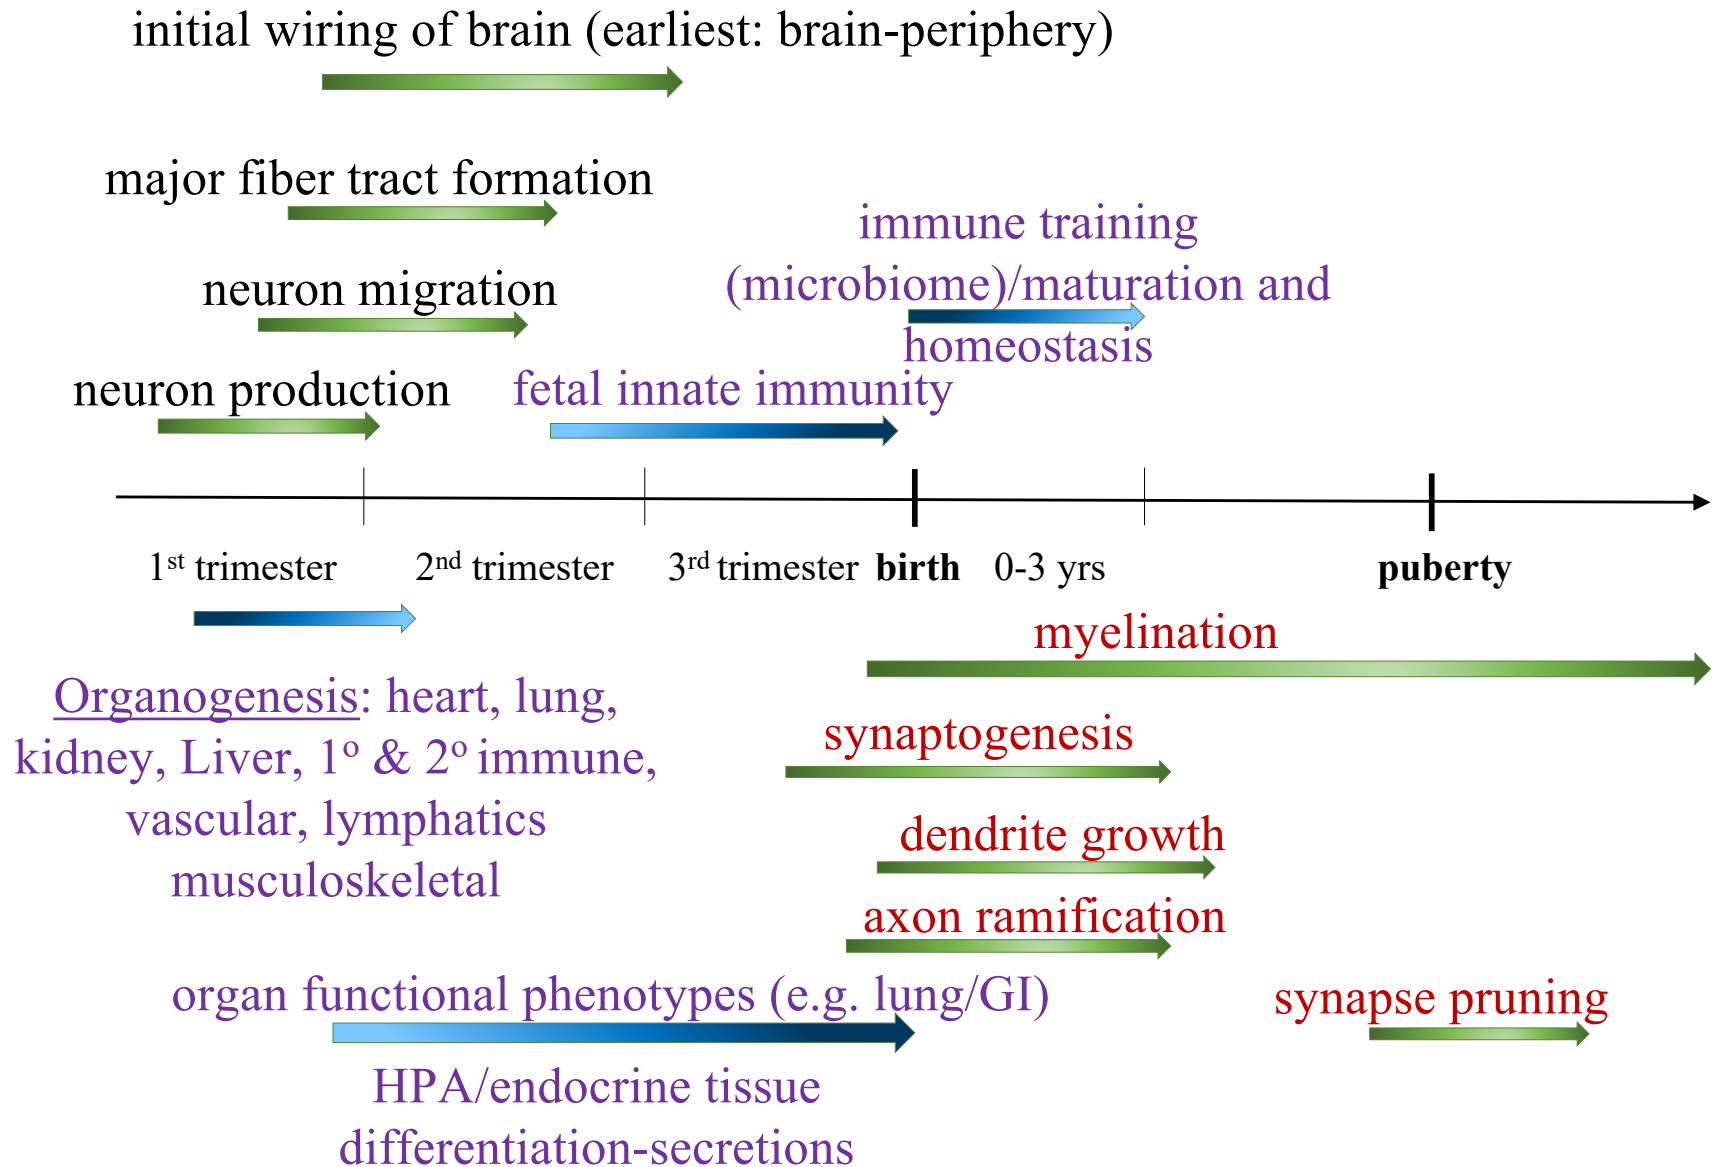 initial wiring of brain (earliest: brain-periphery)
major fiber tract formation
immune training
(microbiome)/maturation and
homeostasis
neuron migration
neuron production
fetal innate immunity
1st trimester
2nd trimester
3rd trimester
birth
0-3 yrs
puberty
myelination
Organogenesis: heart, lung,
kidney, Liver, 1º & 2º immune,
vascular, lymphatics
musculoskeletal
synaptogenesis
dendrite growth
axon ramification
organ functional phenotypes (e.g. lung/GI)
synapse pruning
HPA/endocrine tissue
differentiation-secretions